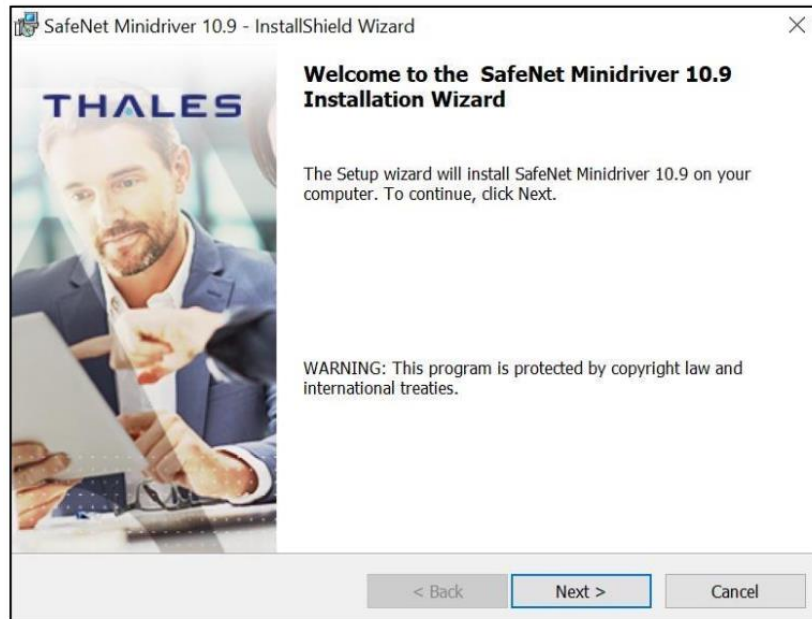 SafeNet Minidriver 10.9 - InstallShield Wizard
THALES
Welcome to the SafeNet Minidriver 10.9
Installation Wizard
The Setup wizard will install SafeNet Minidriver 10.9 on your
computer. To continue, click Next.
WARNING: This program is protected by copyright law and
international treaties.
< Back
Next >
Cancel